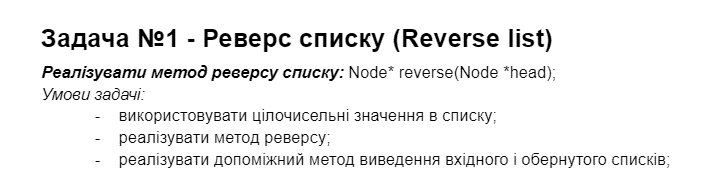 Задача №1 - Реверс списку (Reverse list)
Реалізувати метод реверсу списку: Node* reverse(Node *head);
Умови задачі:
- використовувати цілочисельні значення в списку;
- реалізувати метод реверсу;
- реалізувати допоміжний метод виведення вхідного і обернутого списків;